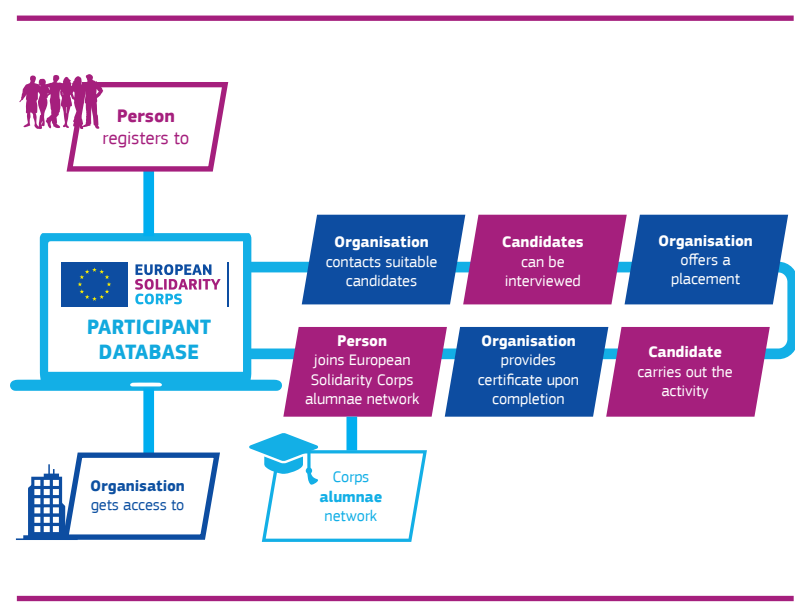 Person
registers to
EUROPEAN
SOLIDARITY
CORPS
PARTICIPANT
DATABASE
Organisation
contacts suitable
candidates
Candidates
can be
interviewed
Organisation
offers a
placement
Candidate
carries out the
activity
Organisation
provides
certificate upon
completion
Person
joins European
Solidarity Corps
alumnae network
Organisation
gets access to
Corps
alumnae
network